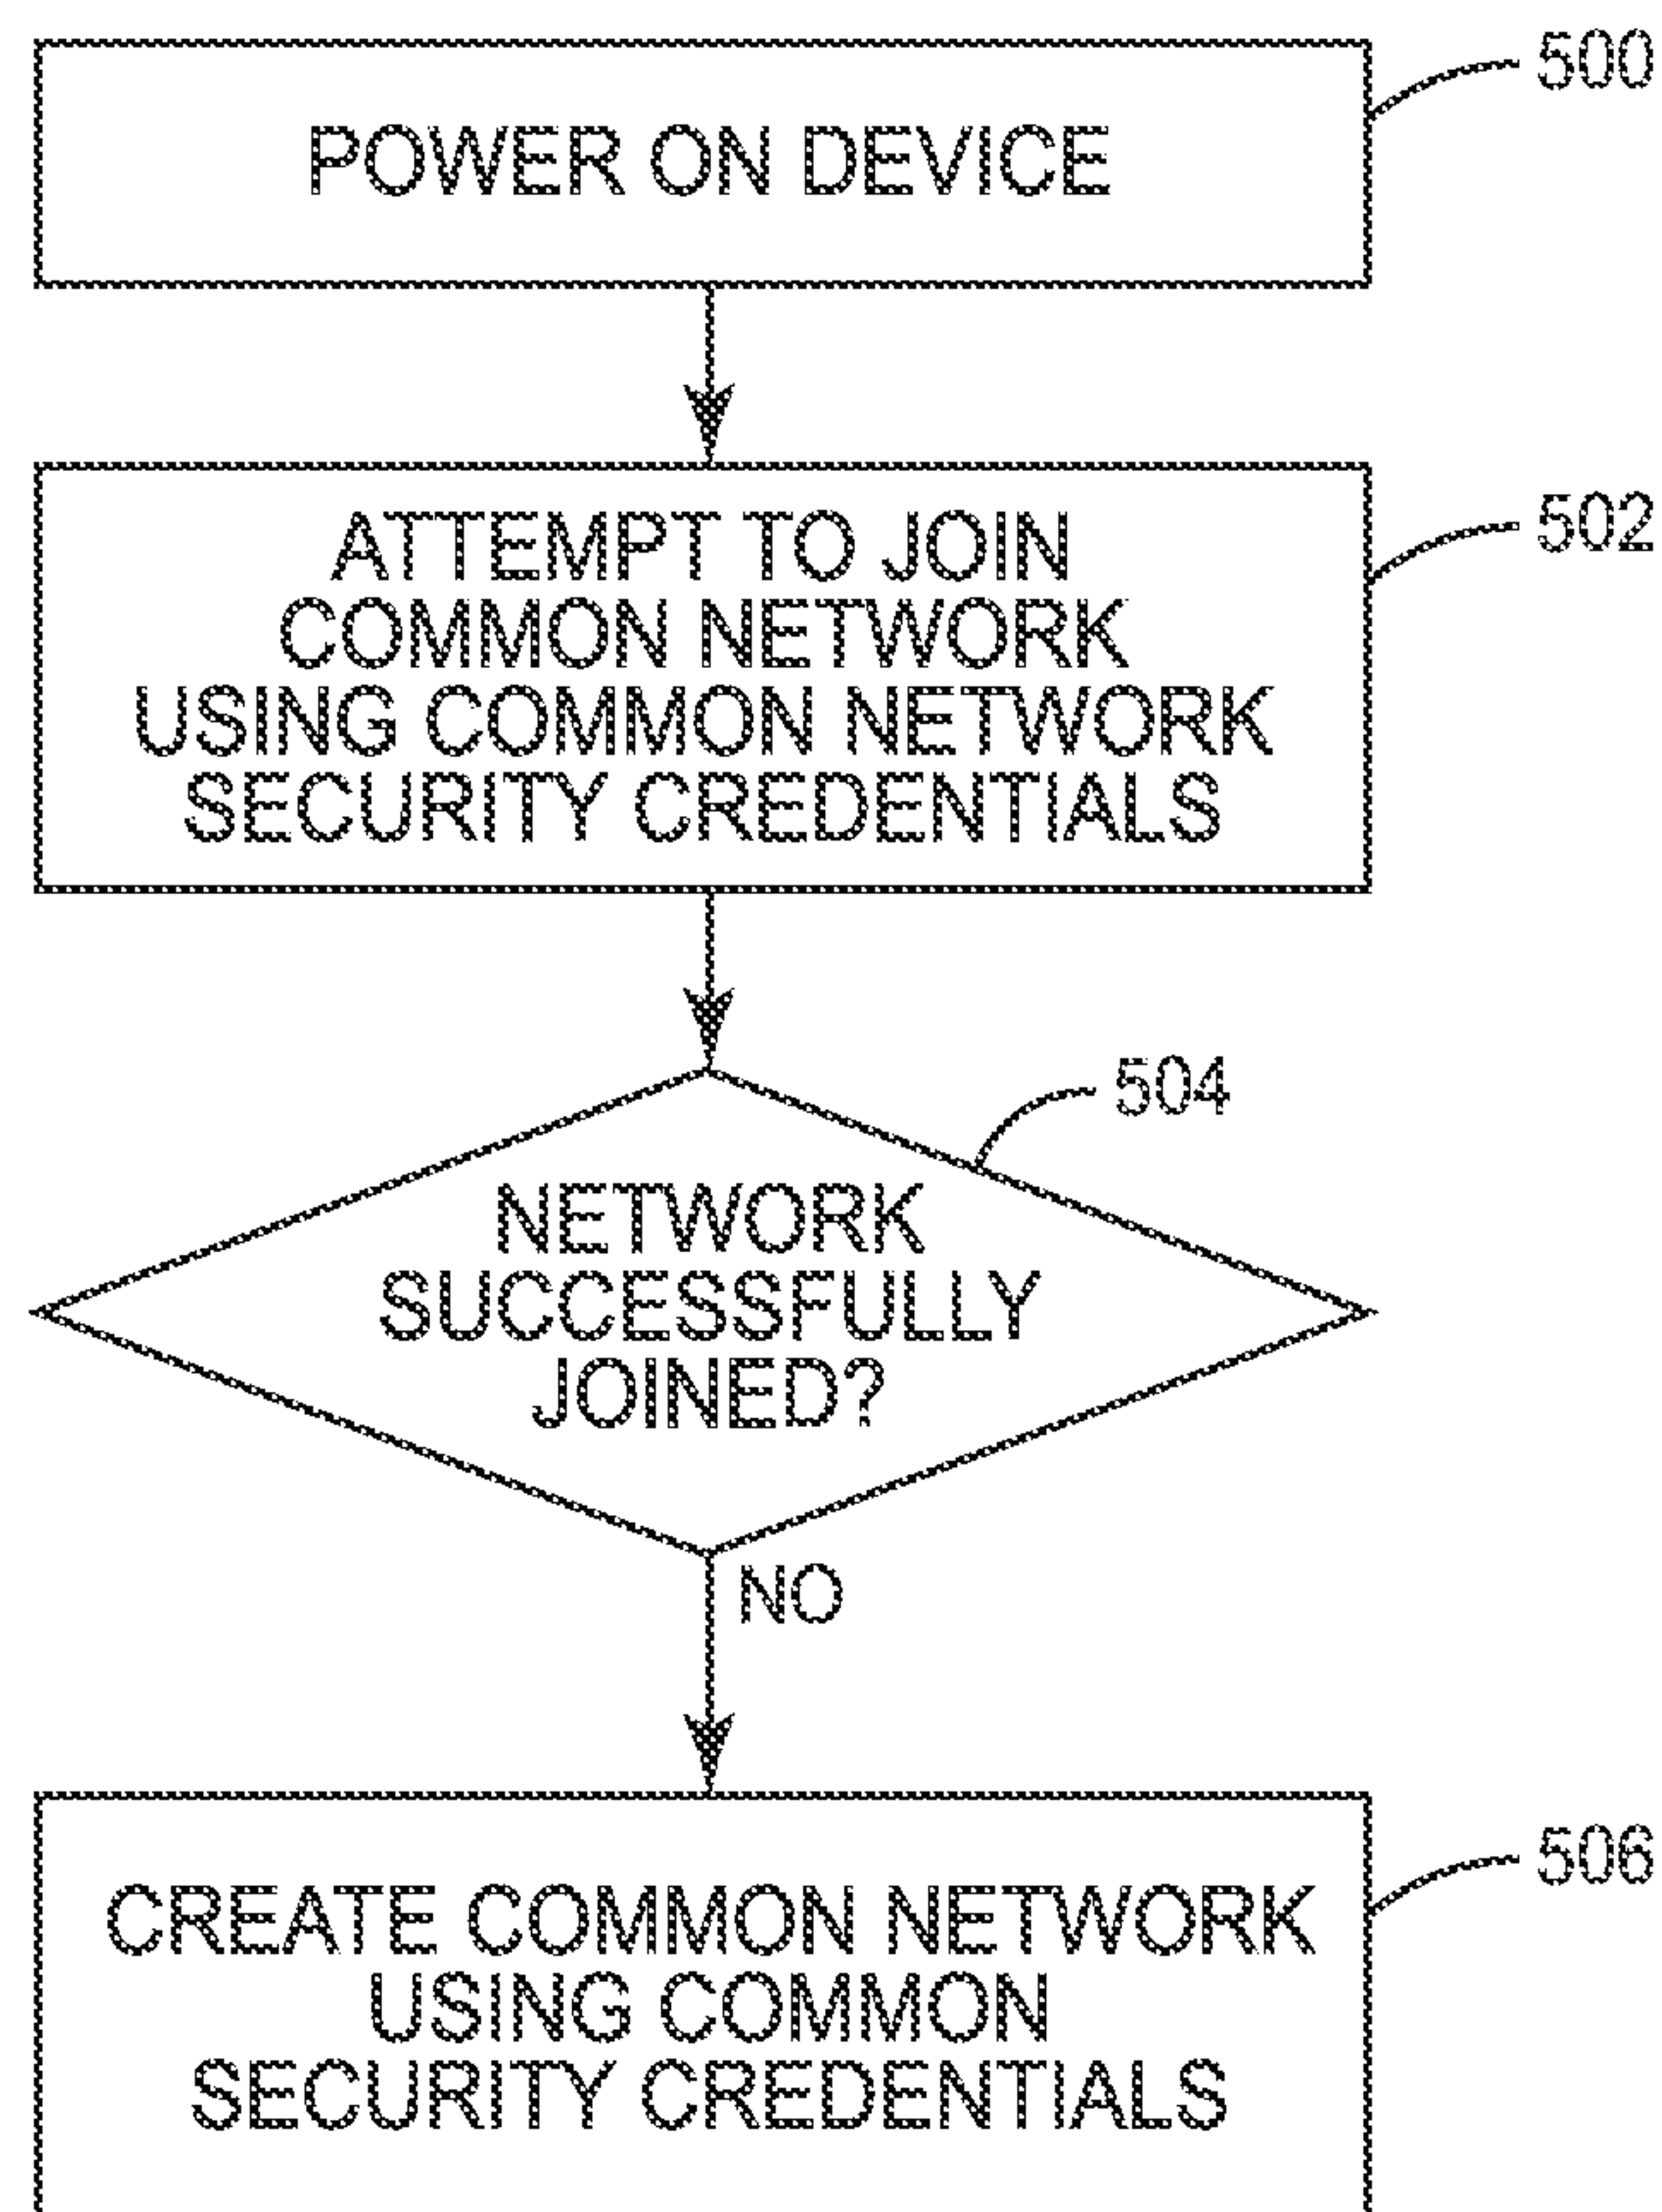 500
POWER ON DEVICE
502
ATTEMPT TO JOIN
COMMON NETWORK
USING COMMON NETWORK
SECURITY CREDENTIALS
504
NETWORK
SUCCESSFULLY
JOINED?
NO
506
CREATE COMMON NETWORK
USING COMMON
SECURITY CREDENTIALS